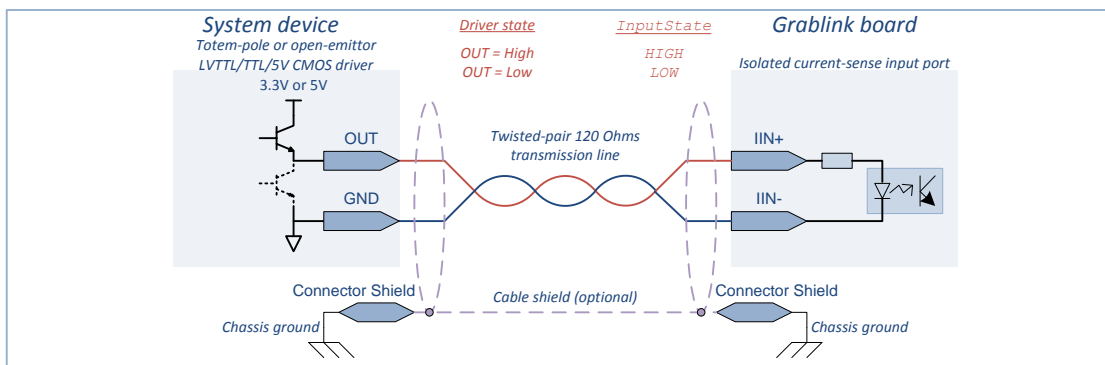 System device
Totem-pole or open-emittor
LVTTL/TTL/5V CMOS driver
3.3V or 5V
Driver state
OUT = High
OUT = Low
InputState
HIGH
LOW
Grablink board
Isolated current-sense input port
OUT
GND
Twisted-pair 120 Ohms
transmission line
IIN+
IIN-
Connector Shield
Cable shield (optional)
Connector Shield
Chassis ground
Chassis ground